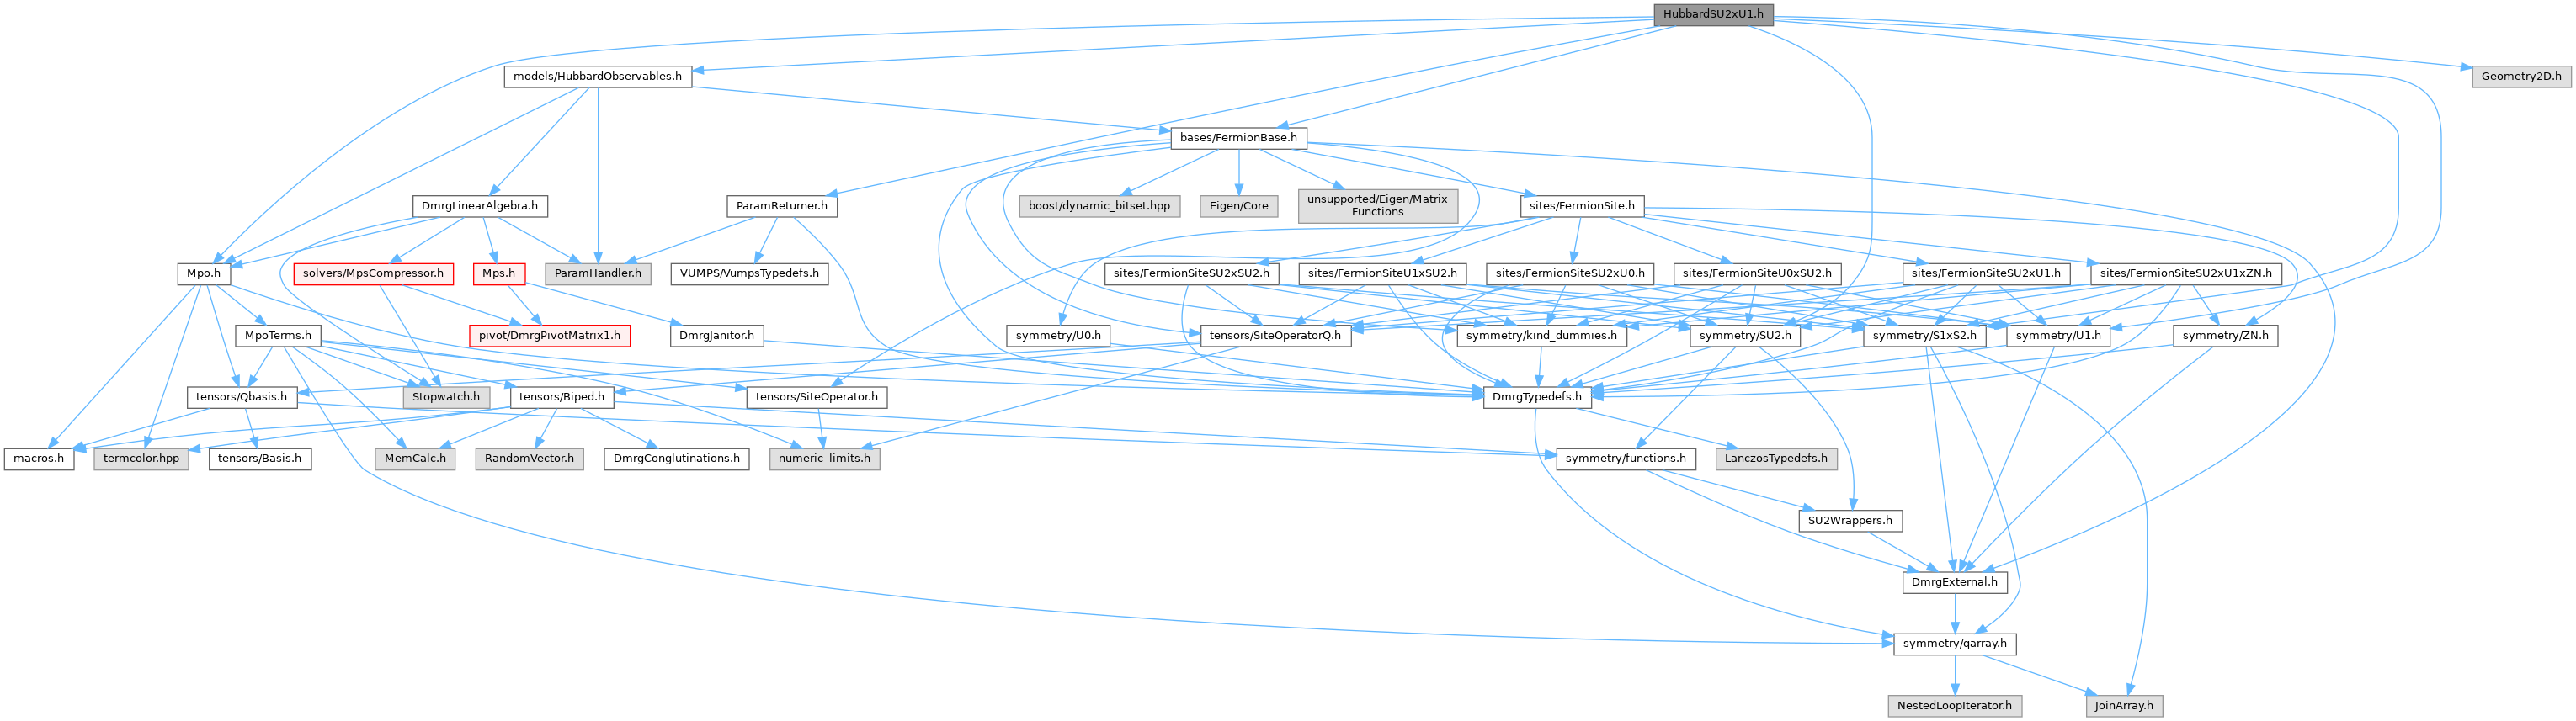 HubbardSU2xU1.h
models/HubbardObservables.h
Geometry2D.h
bases/FermionBase.h
DmrgLinearAlgebra.h
ParamReturner.h
boost/dynamic_bitset.hpp
Eigen/Core
unsupported/Eigen/Matrix
Functions
sites/FermionSite.h
Mpo.h
solvers/MpsCompressor.h
Mps.h
ParamHandler.h
VUMPS/VumpsTypedefs.h
sites/FermionSiteSU2xSU2.h
sites/FermionSiteU1xSU2.h
sites/FermionSiteSU2xU0.h
sites/FermionSiteU0xSU2.h
sites/FermionSiteSU2xU1.h
sites/FermionSiteSU2xU1xZN.h
MpoTerms.h
pivot/DmrgPivotMatrix1.h
DmrgJanitor.h
symmetry/U0.h
tensors/SiteOperatorQ.h
symmetry/kind_dummies.h
symmetry/SU2.h
symmetry/S1xS2.h
symmetry/U1.h
symmetry/ZN.h
tensors/Qbasis.h
Stopwatch.h
tensors/Biped.h
tensors/SiteOperator.h
DmrgTypedefs.h
macros.h
termcolor.hpp
tensors/Basis.h
MemCalc.h
RandomVector.h
DmrgConglutinations.h
numeric_limits.h
symmetry/functions.h
LanczosTypedefs.h
SU2Wrappers.h
DmrgExternal.h
symmetry/qarray.h
NestedLoopIterator.h
JoinArray.h